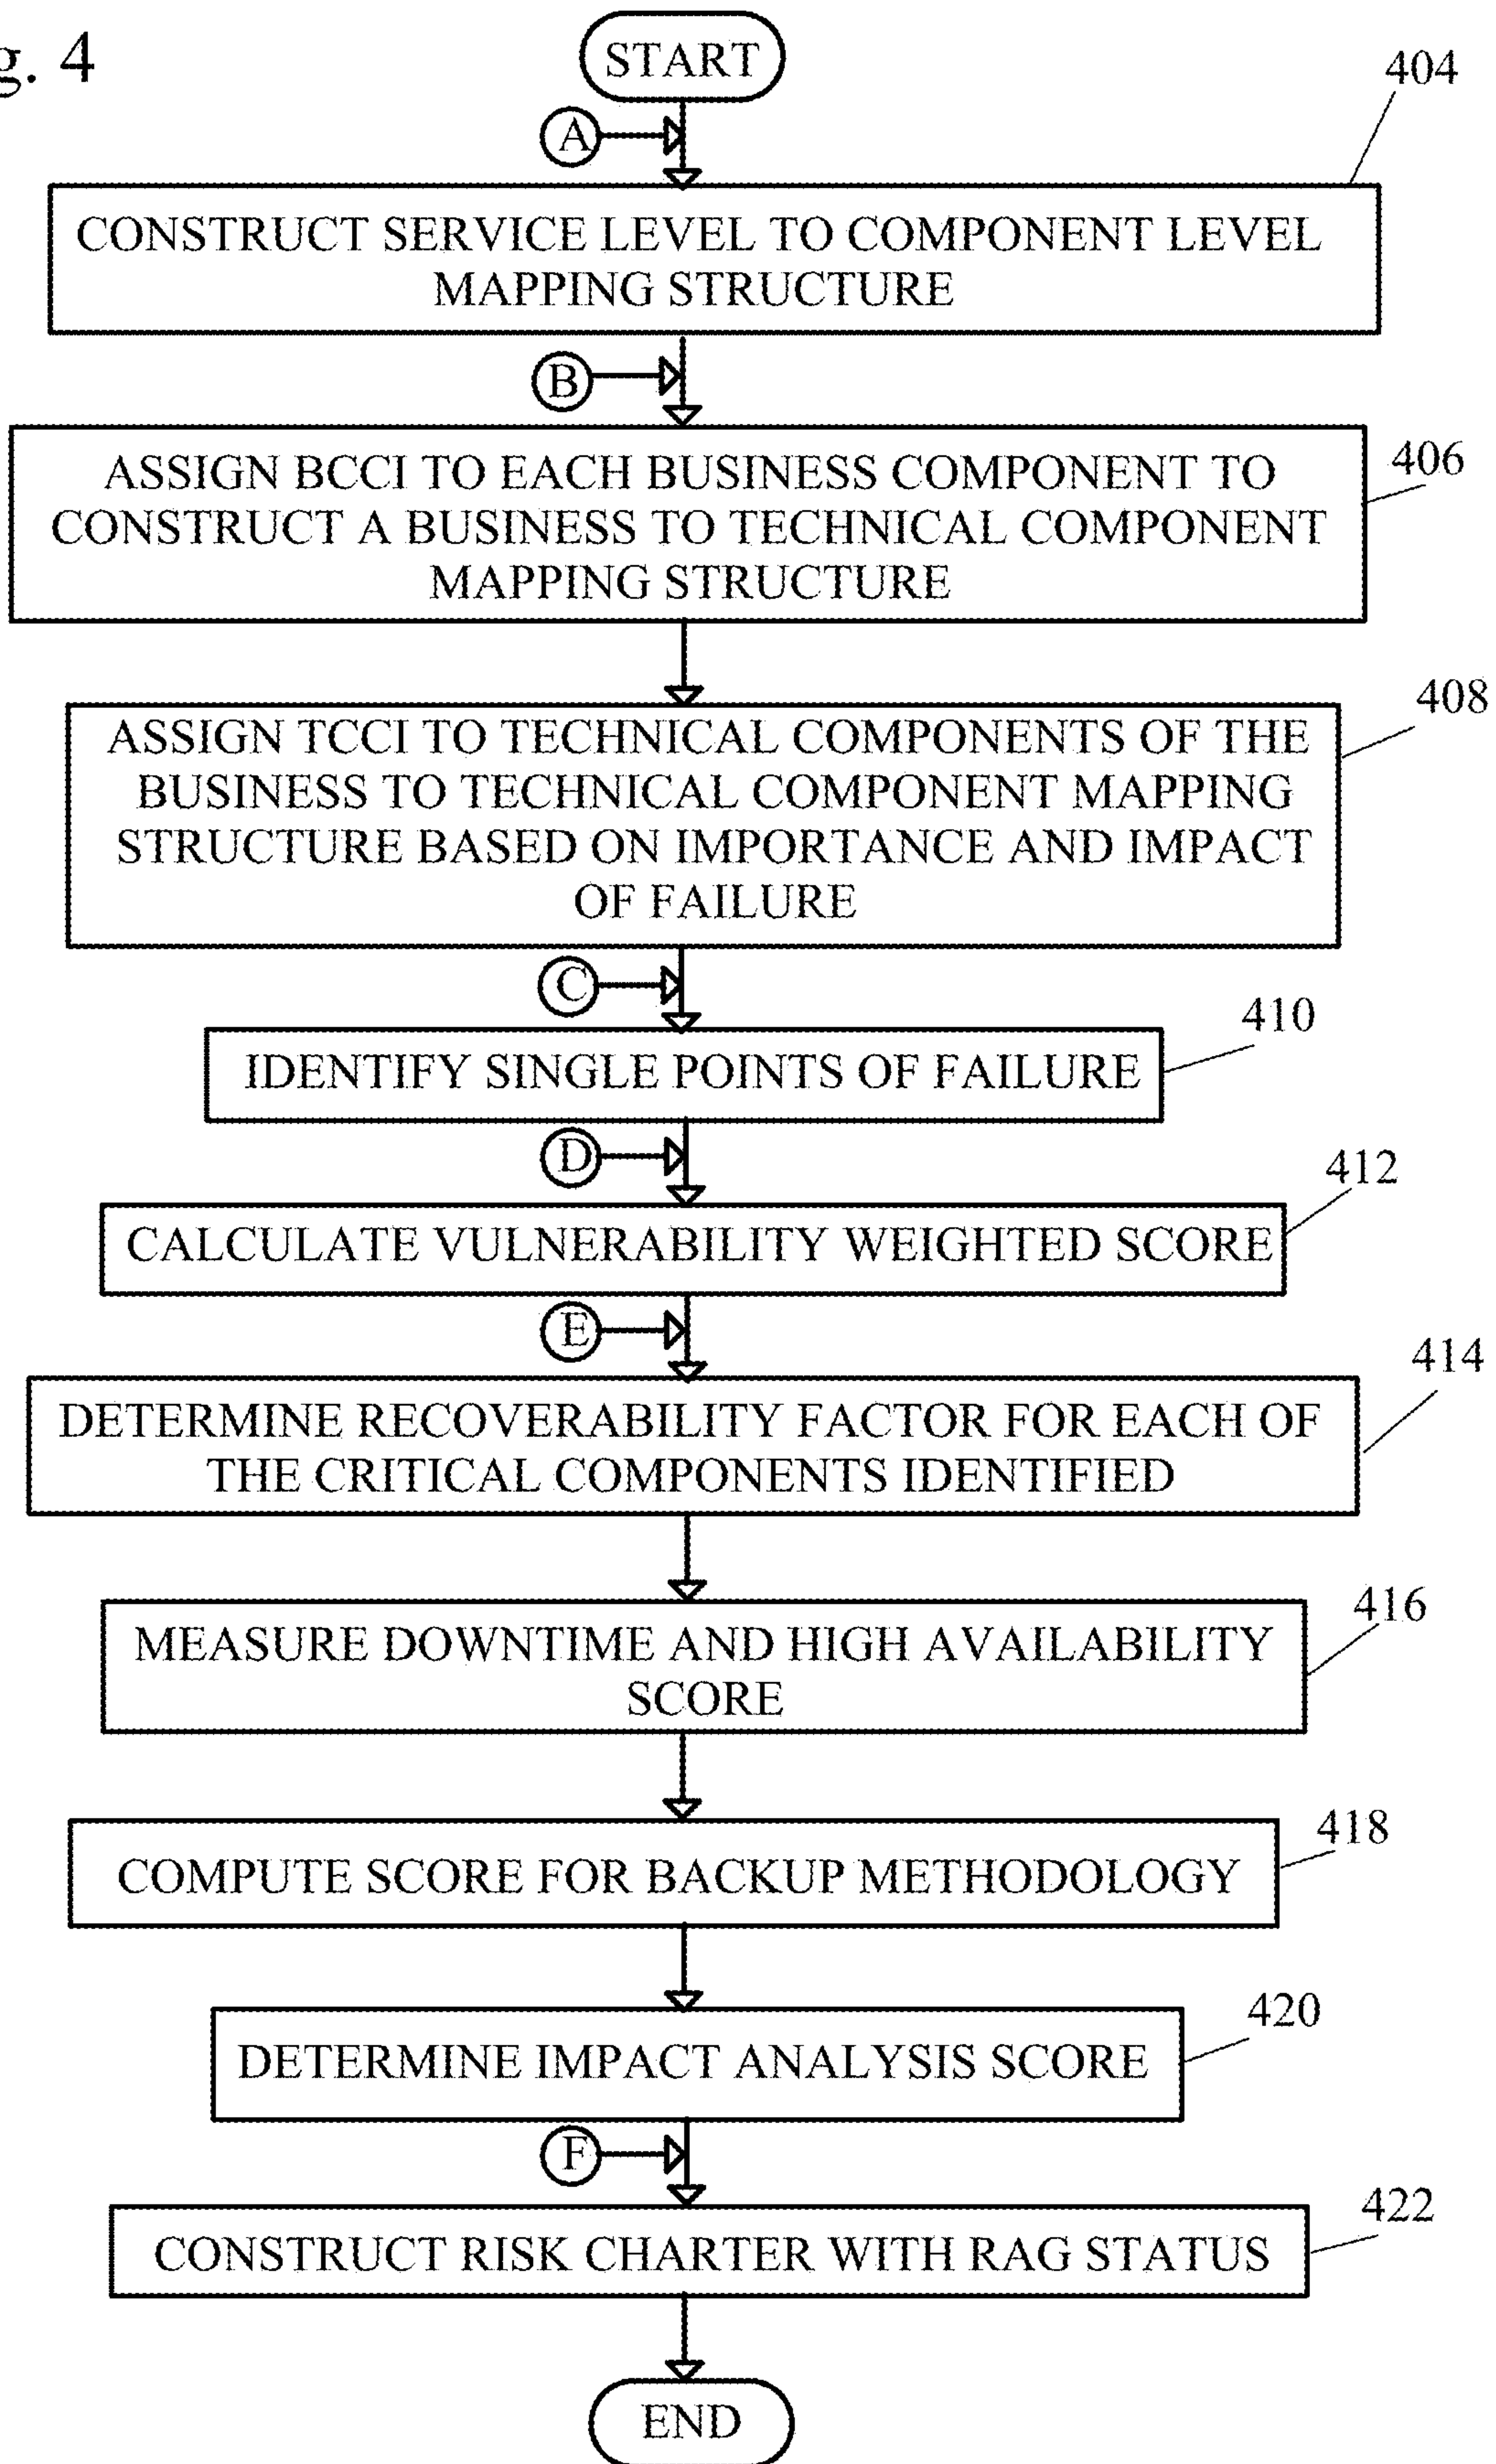 g. 4
START
404
A
CONSTRUCT SERVICE LEVEL TO COMPONENT LEVEL
MAPPING STRUCTURE
B
406
ASSIGN BCCI TO EACH BUSINESS COMPONENT TO
CONSTRUCT A BUSINESS TO TECHNICAL COMPONENT
MAPPING STRUCTURE
408
ASSIGN TCCI TO TECHNICAL COMPONENTS OF THE
BUSINESS TO TECHNICAL COMPONENT MAPPING
STRUCTURE BASED ON IMPORTANCE AND IMPACT
OF FAILURE
C
410
IDENTIFY SINGLE POINTS OF FAILURE
D
412
CALCULATE VULNERABILITY WEIGHTED SCORE
E
414
DETERMINE RECOVERABILITY FACTOR FOR EACH OF
THE CRITICAL COMPONENTS IDENTIFIED
416
MEASURE DOWNTIME AND HIGH AVAILABILITY
SCORE
418
COMPUTE SCORE FOR BACKUP METHODOLOGY
420
DETERMINE IMPACT ANALYSIS SCORE
F
422
CONSTRUCT RISK CHARTER WITH RAG STATUS
END